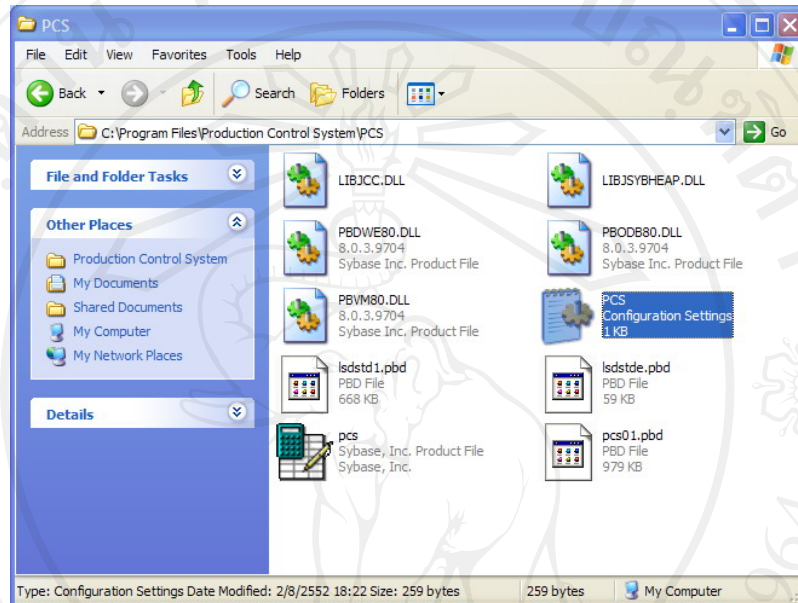 PCS
File Edit View Favorites Tools Help
Back Search Folders
Address C:\Program Files\Production Control System\PCS Go
File and Folder Tasks
Other Places
Production Control System
My Documents
Shared Documents
My Computer
My Network Places
Details
LIBJCC.DLL
LIBJSYBHEAP.DLL
PBDWE80.DLL
8.0.3.9704
Sybase Inc. Product File
PBODB80.DLL
8.0.3.9704
Sybase Inc. Product File
PBVM80.DLL
8.0.3.9704
Sybase Inc. Product File
PCS
Configuration Settings
1 KB
lsdstd1.pbd
PBD File
668 KB
lsdstde.pbd
PBD File
59 KB
pcs
Sybase, Inc. Product File
Sybase, Inc.
pcs01.pbd
PBD File
979 KB
Type: Configuration Settings Date Modified: 2/8/2552 18:22 Size: 259 bytes 259 bytes My Computer